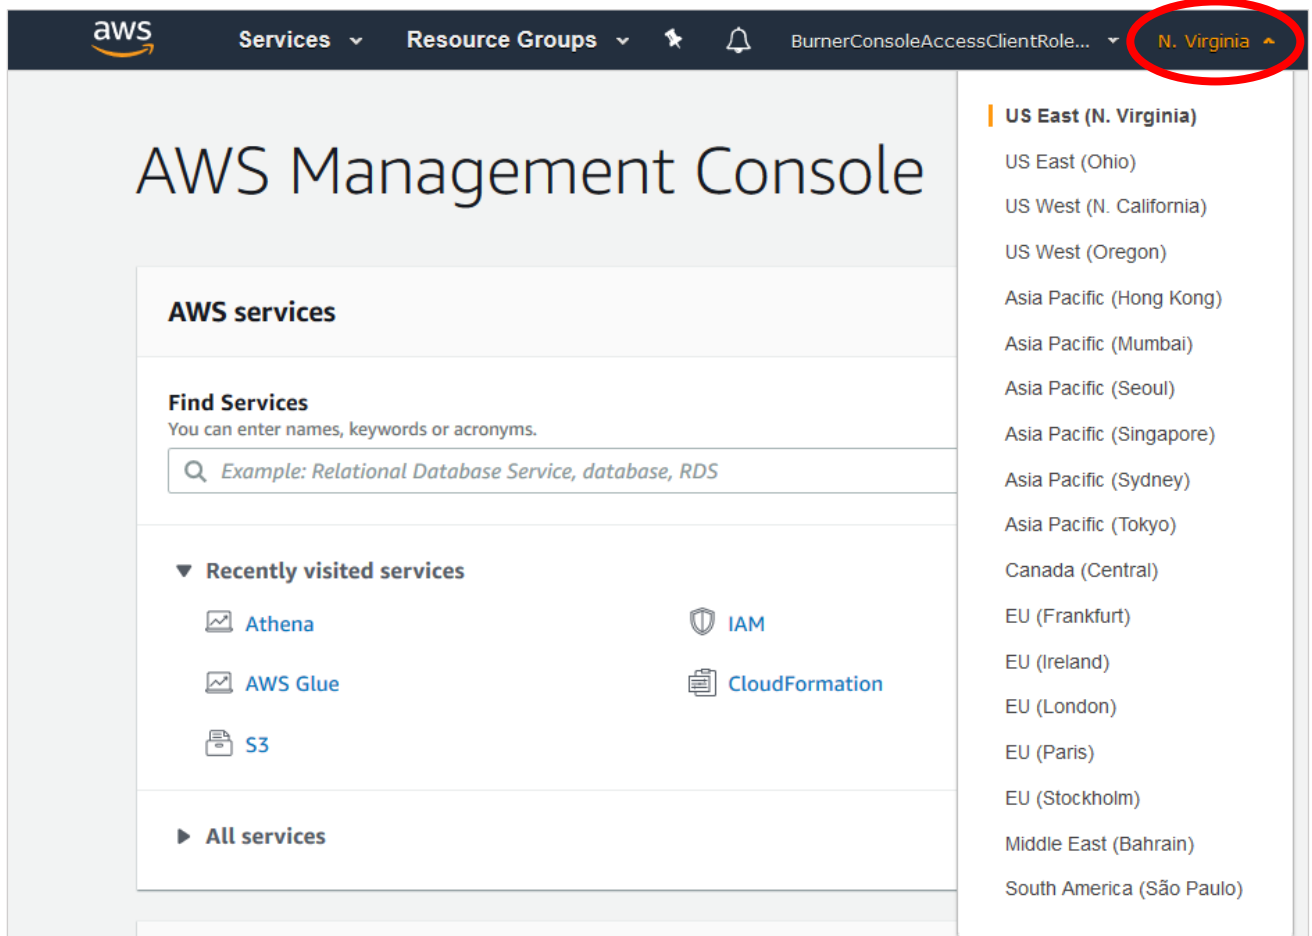 aws Services Resource Groups BurnerConsoleAccessClientRole... N. Virginia
AWS Management Console
AWS services
Find Services
You can enter names, keywords or acronyms.
Example: Relational Database Service, database, RDS
Recently visited services
Athena
IAM
AWS Glue
CloudFormation
S3
All services
US East (N. Virginia)
US East (Ohio)
US West (N. California)
US West (Oregon)
Asia Pacific (Hong Kong)
Asia Pacific (Mumbai)
Asia Pacific (Seoul)
Asia Pacific (Singapore)
Asia Pacific (Sydney)
Asia Pacific (Tokyo)
Canada (Central)
EU (Frankfurt)
EU (Ireland)
EU (London)
EU (Paris)
EU (Stockholm)
Middle East (Bahrain)
South America (São Paulo)